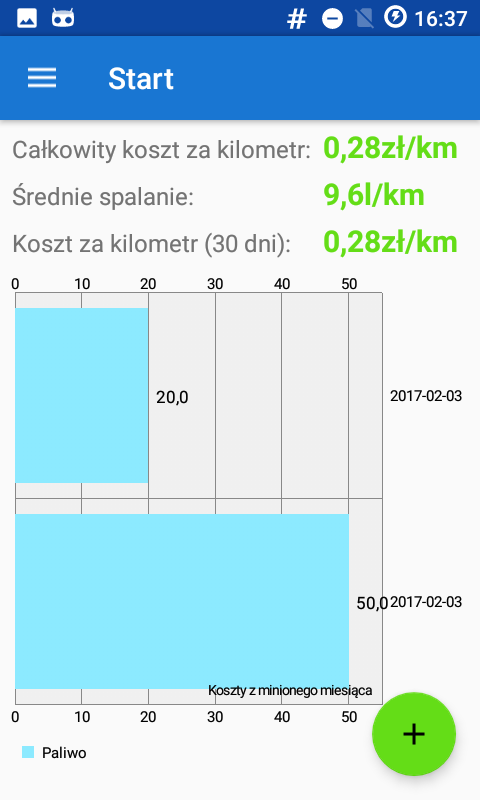 # 16:37
Start
Całkowity koszt za kilometr: 0,28zł/km
Średnie spalanie: 9,6l/km
Koszt za kilometr (30 dni): 0,28zł/km
0 10 20 30 40 50
20,0 2017-02-03
50,0 2017-02-03
Koszty z minionego miesiąca
0 10 20 30 40 50
+
Paliwo